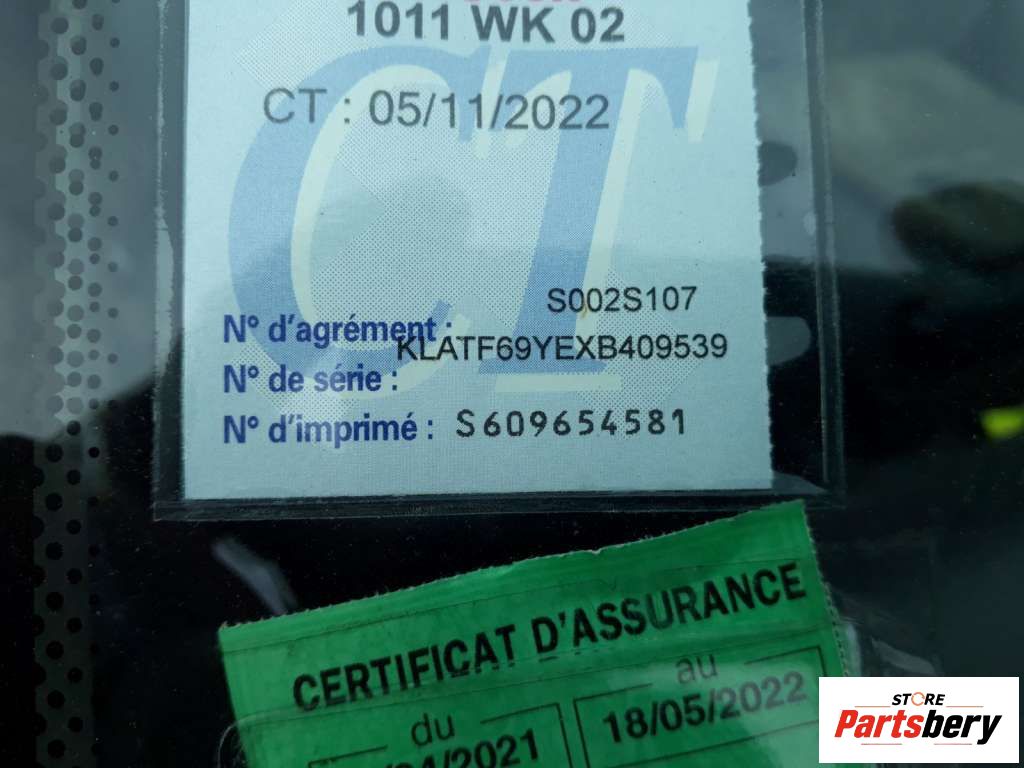 1011 WK 02
CT : 05/11/2022
CT
S002S107
N° d'agrément :
KLATF69YEXB409539
N° de série :
N° d'imprimé : S609654581
CERTIFICAT D'ASSURANCE
du
au
18/05/2022
STORE
Partsbery